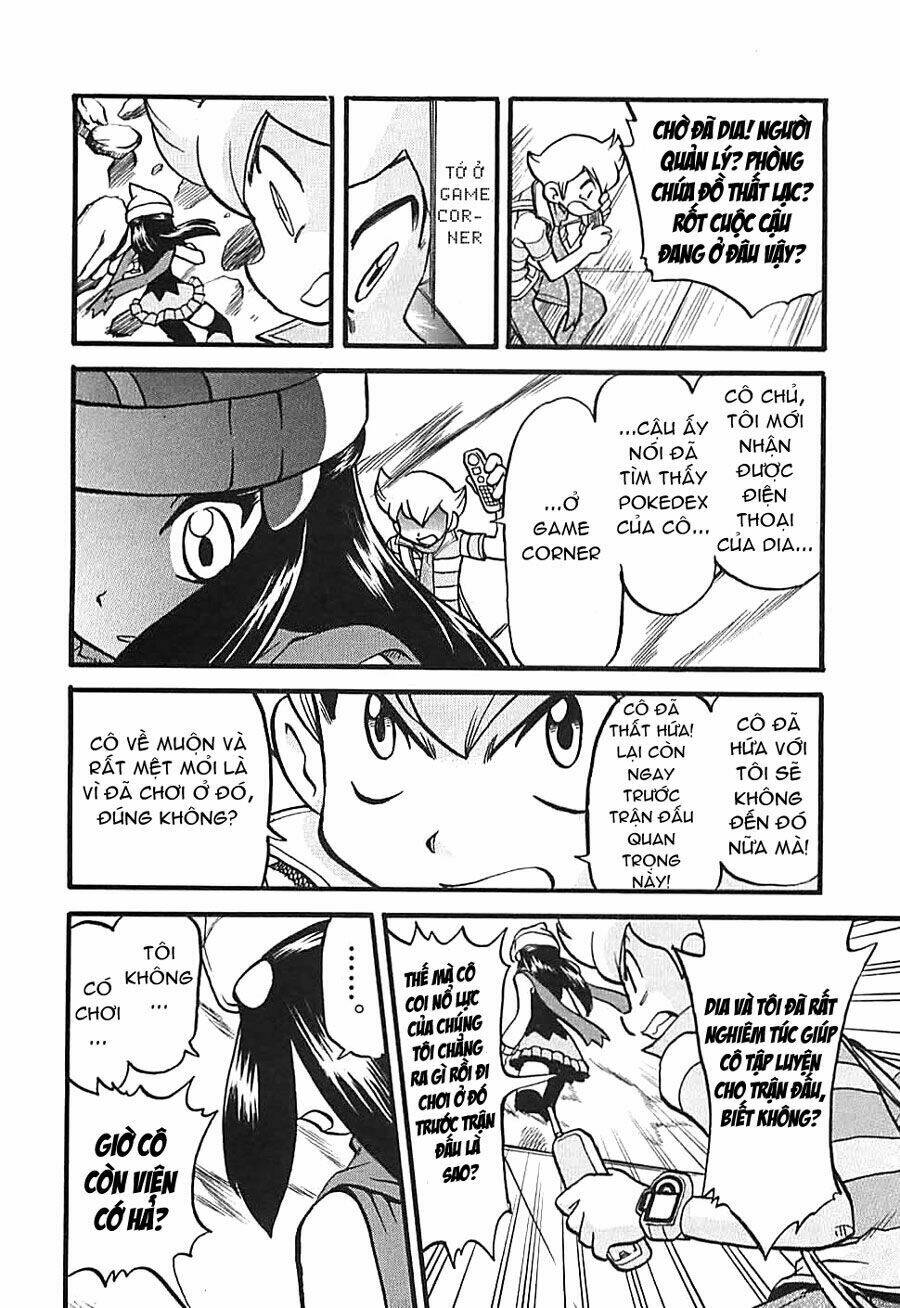 CHỜ ĐÃ DIA! NGƯỜI
QUẢN LÝ? PHÒNG
CHỨA ĐỒ THẤT LẠC?
RỐT CUỘC CẬU
ĐANG Ở ĐÂU VẬY?
TỚ Ở
GAME
COR-
NER
CÔ CHỦ,
TÔI MỚI
NHẬN
ĐƯỢC
ĐIỆN
THOẠI
CỦA DIA...
...CÂU ẤY
NÓI ĐÃ
TÌM THẤY
POKEDEX
CỦA CÔ...
...Ở
GAME
CORNER
CÔ ĐÃ
HỨA VỚI
TÔI SẼ
KHÔNG
ĐẾN ĐÓ
NỮA MÀ!
CÔ ĐÃ
THẤT HỨA!
LẠI CÒN
NGAY
TRƯỚC
TRẬN ĐẤU
QUAN
TRỌNG
NÀY!
CÔ VỀ MUỘN VÀ
RẤT MỆT MỎI LÀ
VÌ ĐÃ CHƠI Ở ĐÓ,
ĐÚNG KHÔNG?
DIA VÀ TÔI ĐÃ RẤT
NGHIÊM TÚC GIÚP
CÔ TẬP LUYỆN
CHO TRẬN ĐẤU,
BIẾT KHÔNG?
THẾ MÀ CÔ
COI NỔ LỰC
CỦA CHÚNG
TÔI CHẲNG
RA GÌ RỒI ĐI
CHƠI Ở ĐÓ
TRƯỚC TRẬN
ĐẤU LÀ
SAO?
......
TÔI
KHÔNG
...
CÓ
CHƠI
...
GIỜ CÔ
CÒN VIỆN
CỚ HẢ?